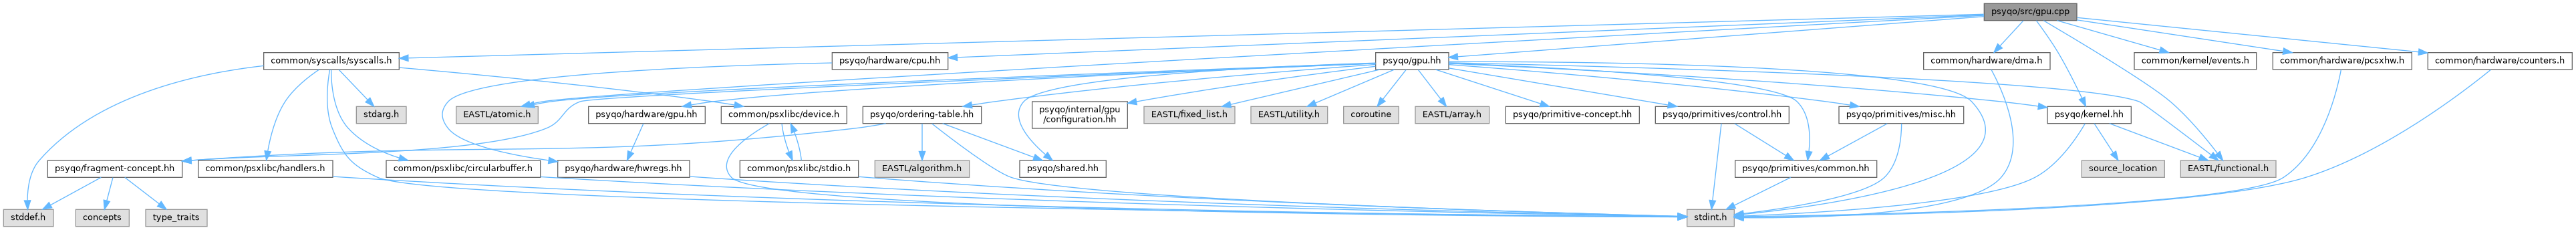 psyqo/src/gpu.cpp
common/syscalls/syscalls.h
psyqo/hardware/cpu.hh
psyqo/gpu.hh
common/hardware/dma.h
common/kernel/events.h
common/hardware/pcsxhw.h
common/hardware/counters.h
stdarg.h
EASTL/atomic.h
psyqo/hardware/gpu.hh
common/psxlibc/device.h
psyqo/ordering-table.hh
psyqo/internal/gpu
/configuration.hh
EASTL/fixed_list.h
EASTL/utility.h
coroutine
EASTL/array.h
psyqo/primitive-concept.hh
psyqo/primitives/control.hh
psyqo/primitives/misc.hh
psyqo/kernel.hh
psyqo/fragment-concept.hh
common/psxlibc/handlers.h
common/psxlibc/circularbuffer.h
psyqo/hardware/hwregs.hh
common/psxlibc/stdio.h
EASTL/algorithm.h
psyqo/shared.hh
psyqo/primitives/common.hh
source_location
EASTL/functional.h
stddef.h
concepts
type_traits
stdint.h